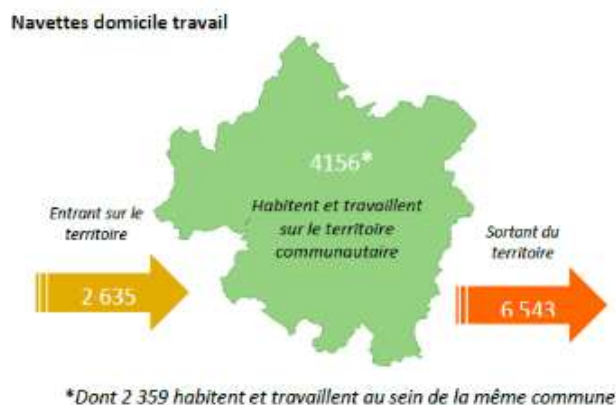 Navettes domicile travail
4156*
Habitent et travaillent
sur le territoire
communautaire
Entrant sur le
territoire
2 635
Sortant du
territoire
6 543
*Dont 2 359 habitent et travaillent au sein de la même commune